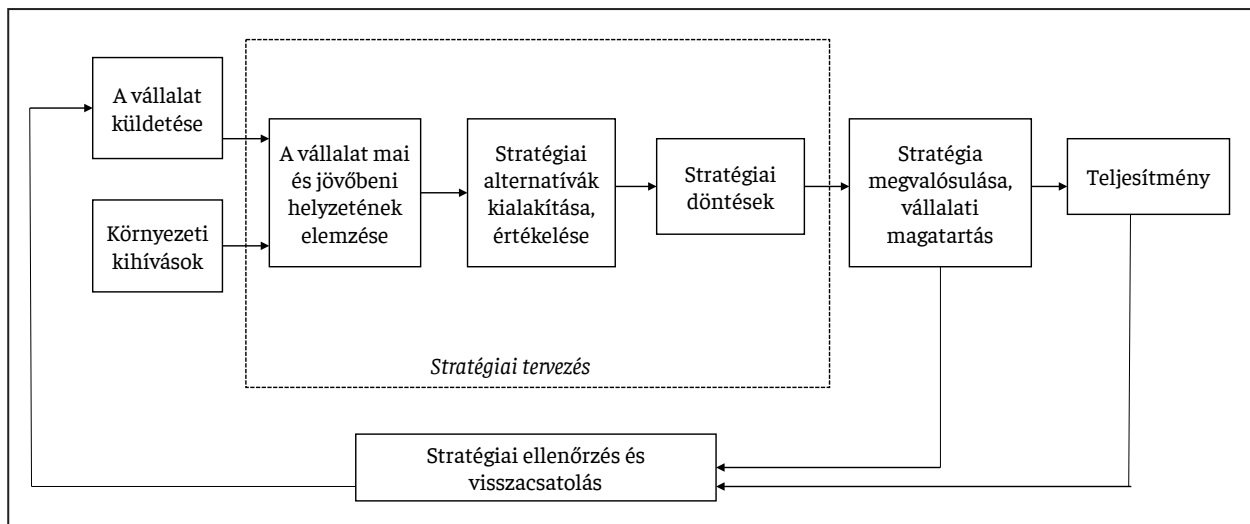 A vállalat
küldetése
Környezeti
kihívások
A vállalat mai
és jövőbeni
helyzetének
elemzése
Stratégiai
alternatívák
kialakítása,
értékelése
Stratégiai
döntések
Stratégia
megvalósulása,
vállalati
magatartás
Teljesítmény
Stratégiai tervezés
Stratégiai ellenőrzés és
visszacsatolás